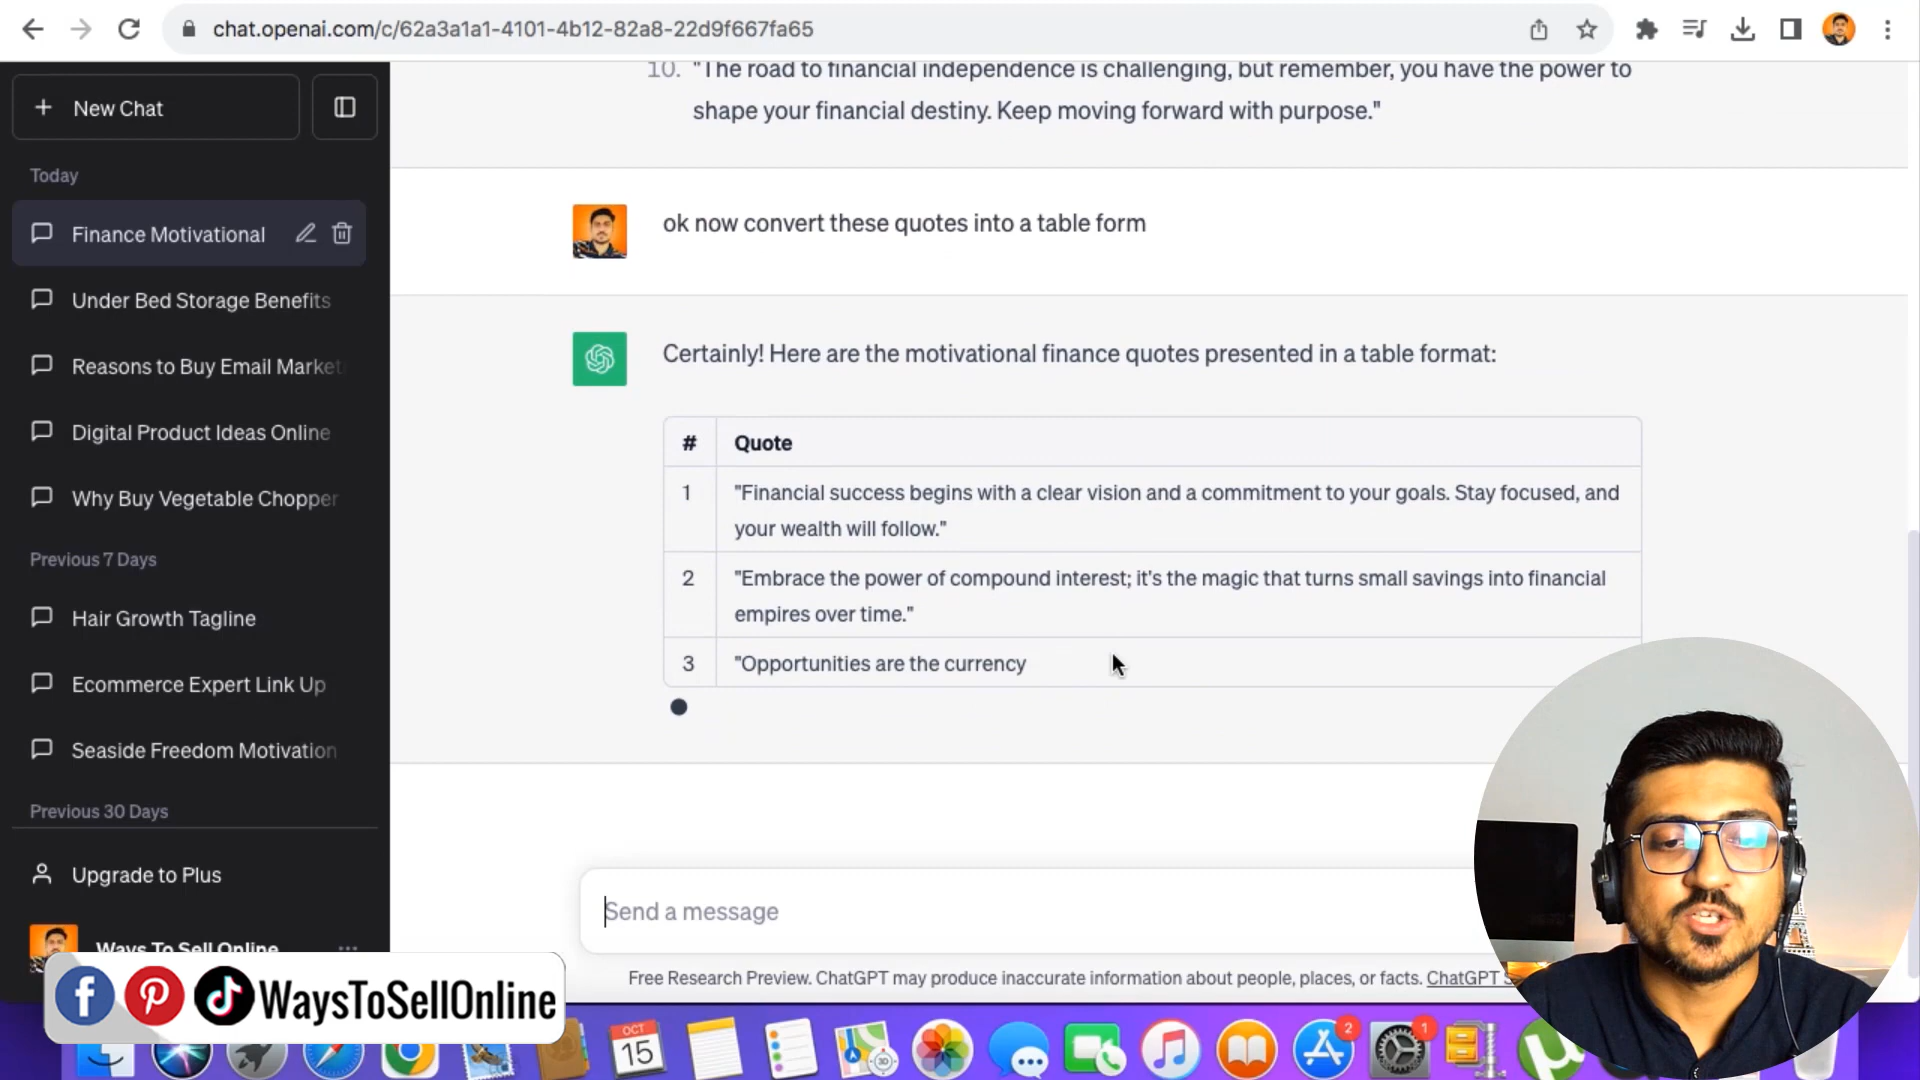 chat.openai.com/c/62a3a1a1-4101-4b12-82a8-22d9f667fa65
New Chat
Today
Finance Motivational
Under Bed Storage Benefits
Reasons to Buy Email Market
Digital Product Ideas Online
Why Buy Vegetable Chopper
Previous 7 Days
Hair Growth Tagline
Ecommerce Expert Link Up
Seaside Freedom Motivation
Previous 30 Days
Upgrade to Plus
Ways To Sell Online
10. "The road to financial independence is challenging, but remember, you have the power to
shape your financial destiny. Keep moving forward with purpose."
ok now convert these quotes into a table form
Certainly! Here are the motivational finance quotes presented in a table format:
# Quote
1 "Financial success begins with a clear vision and a commitment to your goals. Stay focused, and
your wealth will follow."
2 "Embrace the power of compound interest; it's the magic that turns small savings into financial
empires over time."
3 "Opportunities are the currency
Send a message
Free Research Preview. ChatGPT may produce inaccurate information about people, places, or facts. ChatGPT S
WaysToSellOnline
OCT
15
3D
2
1